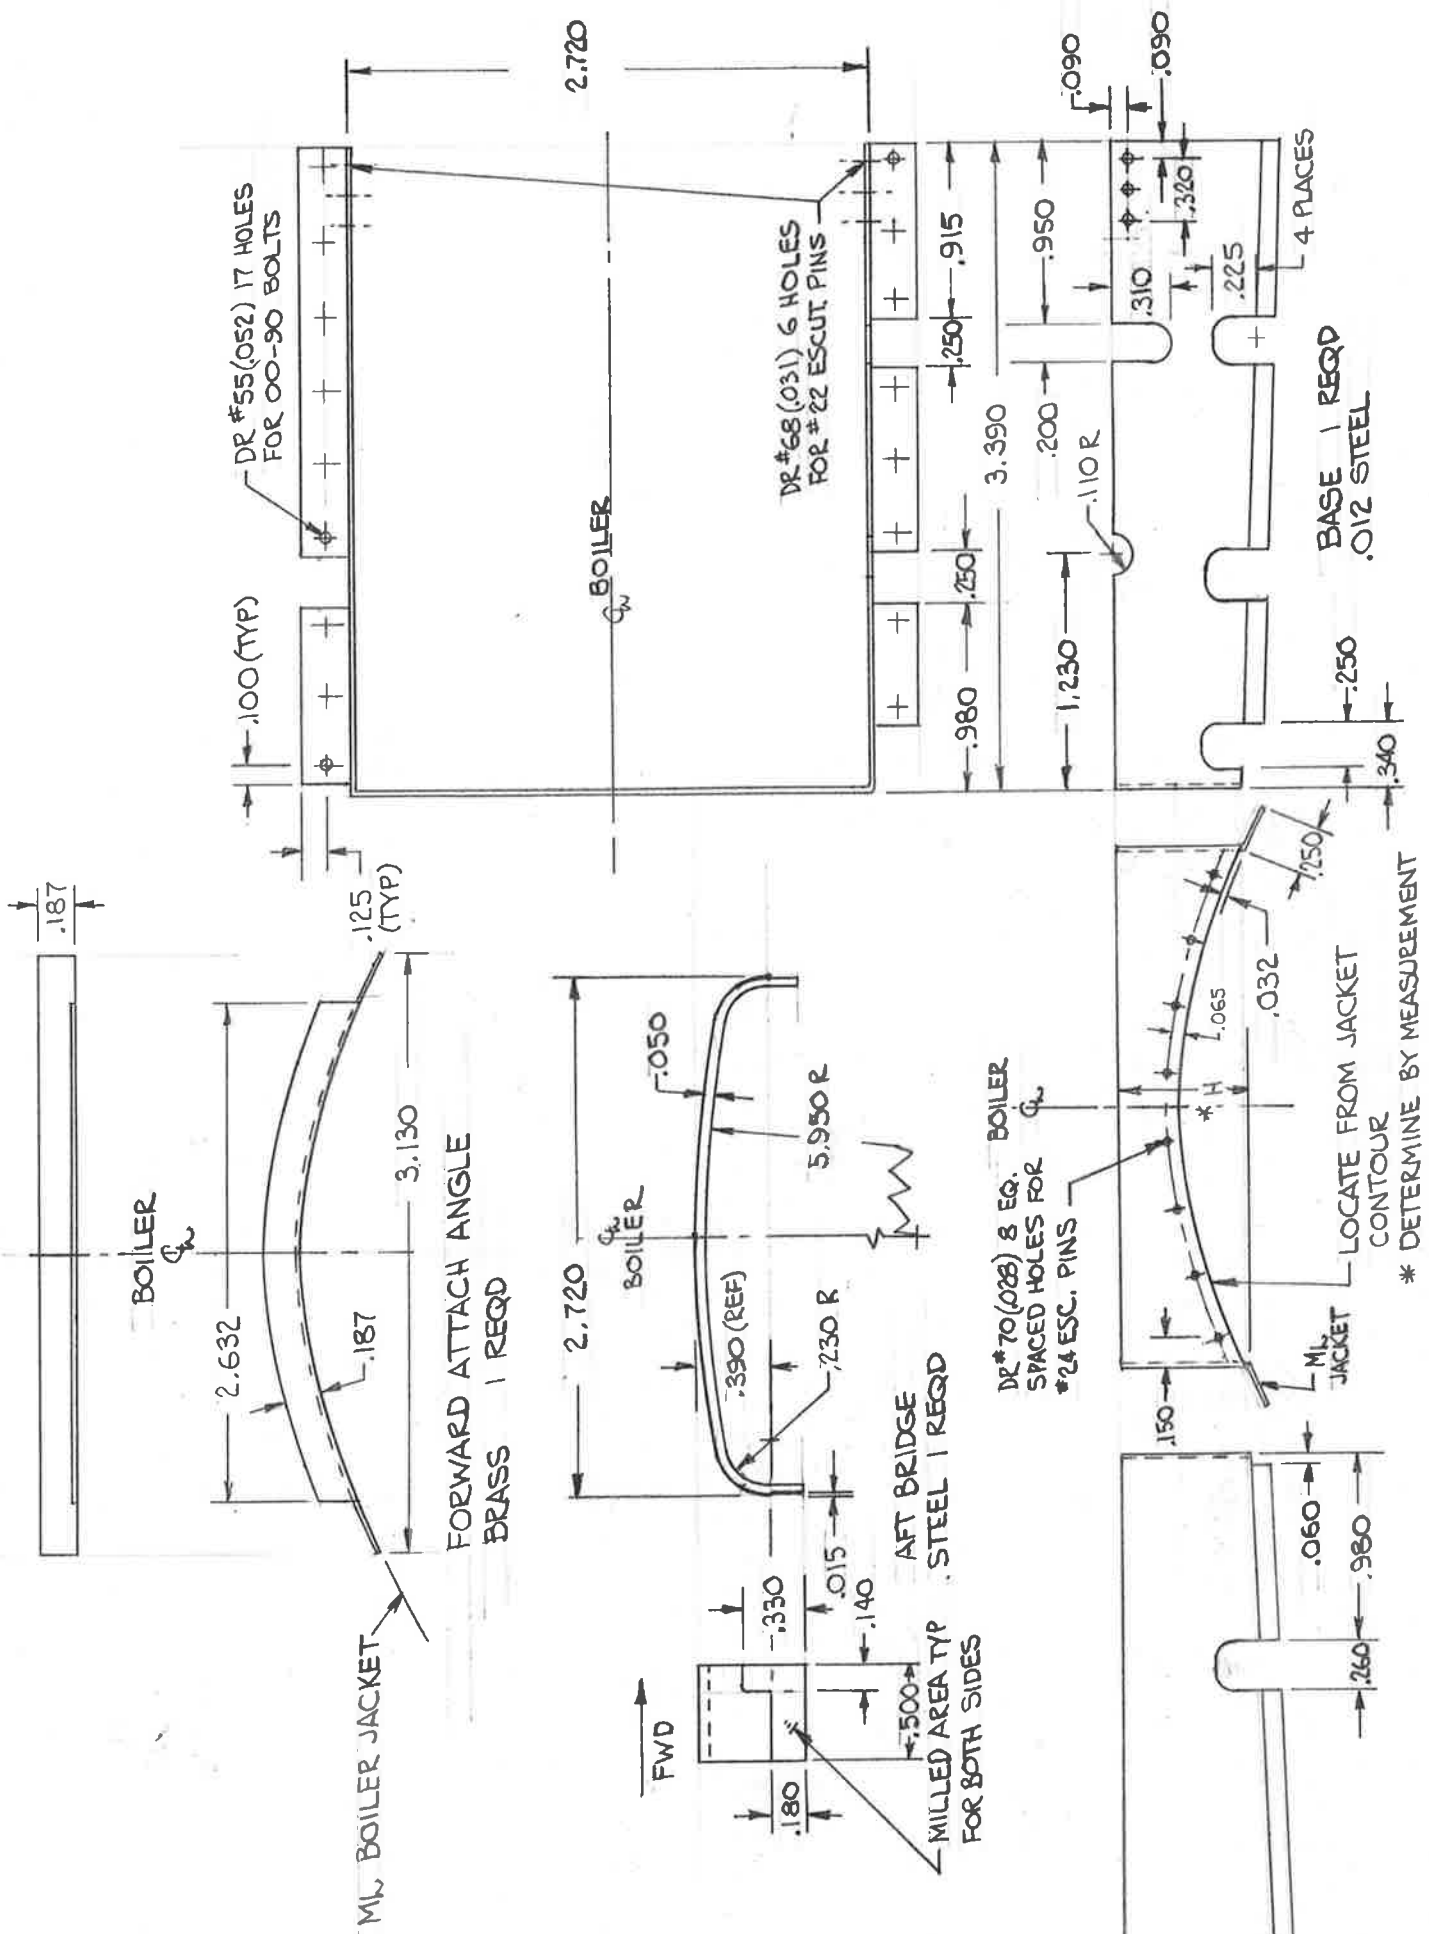 .187
BOILER
2.632
.187
3.130
.125
(TYP)
ML BOILER JACKET
FORWARD ATTACH ANGLE
BRASS 1 REQD
.100 (TYP)
DR #55(.052) 17 HOLES
FOR 00-90 BOLTS
2.720
BOILER
DR #68(.031) 6 HOLES
FOR #22 ESCUT. PINS
.980
.250
.250
.915
3.390
.950
.200
2.720
BOILER
.050
5.950 R
.390 (REF)
.230 R
.015
AFT BRIDGE
STEEL 1 REQD
FWD
.330
.140
.500
.180
MILLED AREA TYP
FOR BOTH SIDES
1.230
.110 R
.310
.225
4 PLACES
.090
.090
.320
.250
.340
BASE 1 REQD
.012 STEEL
DR #70(.028) 8 EQ.
SPACED HOLES FOR
#24 ESC. PINS
BOILER
.150
* H
.065
.032
.250
ML
JACKET
LOCATE FROM JACKET
CONTOUR
* DETERMINE BY MEASUREMENT
.060
.980
.260